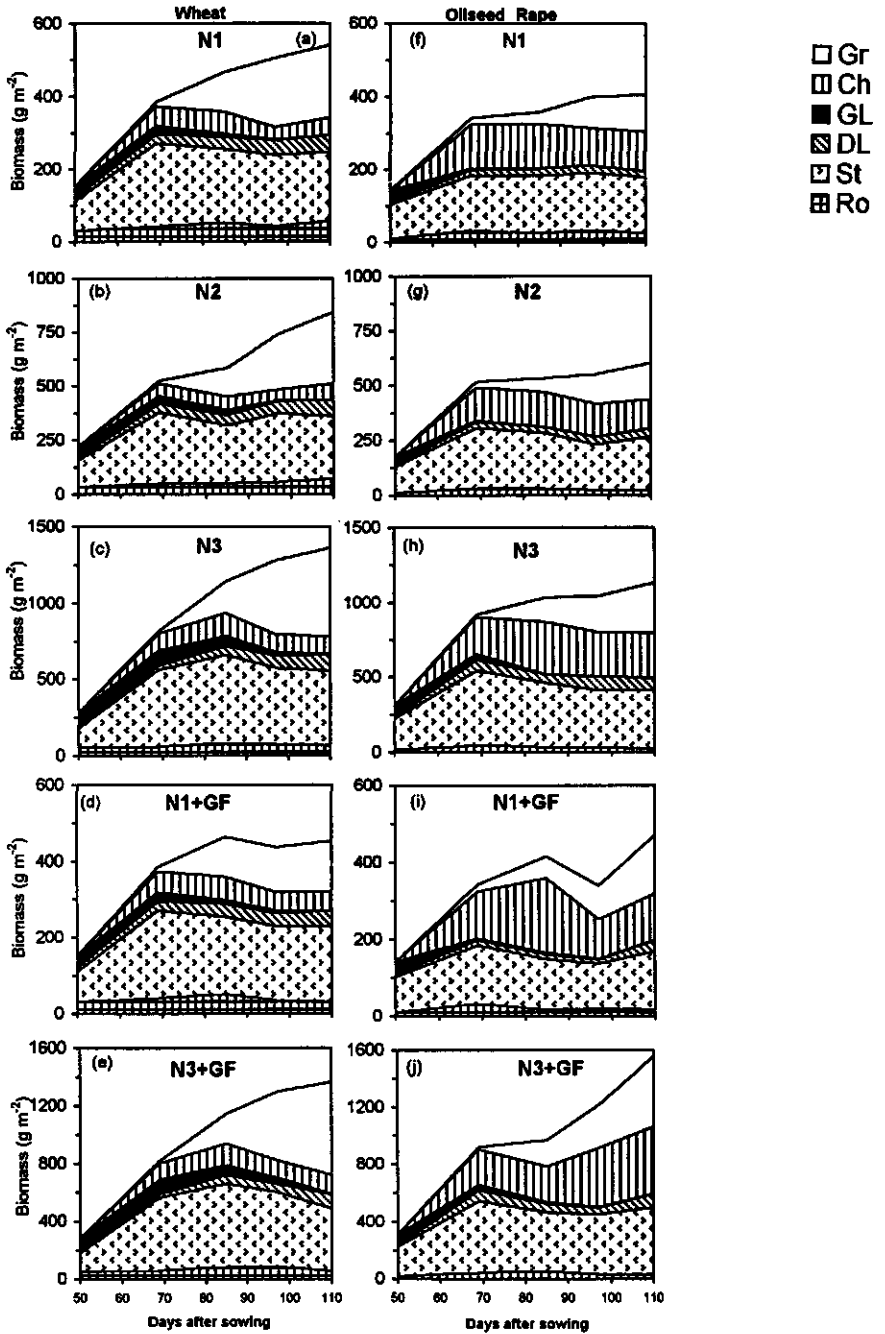 Wheat
Oilseed Rape
N1
(a)
(f)
N1
600
400
200
0
Biomass (g m-2)
600
400
200
0
Gr
Ch
GL
DL
St
Ro
(b)
N2
(g)
N2
1000
750
500
250
0
Biomass (g m-2)
1000
750
500
250
0
(c)
N3
(h)
N3
1500
1000
500
0
Biomass (g m-2)
1500
1000
500
0
(d)
N1+GF
(i)
N1+GF
600
400
200
0
Biomass (g m-2)
600
400
200
0
(e)
N3+GF
(j)
N3+GF
1600
1200
800
400
0
Biomass (g m-2)
1600
1200
800
400
0
50 60 70 80 90 100 110
50 60 70 80 90 100 110
Days after sowing
Days after sowing